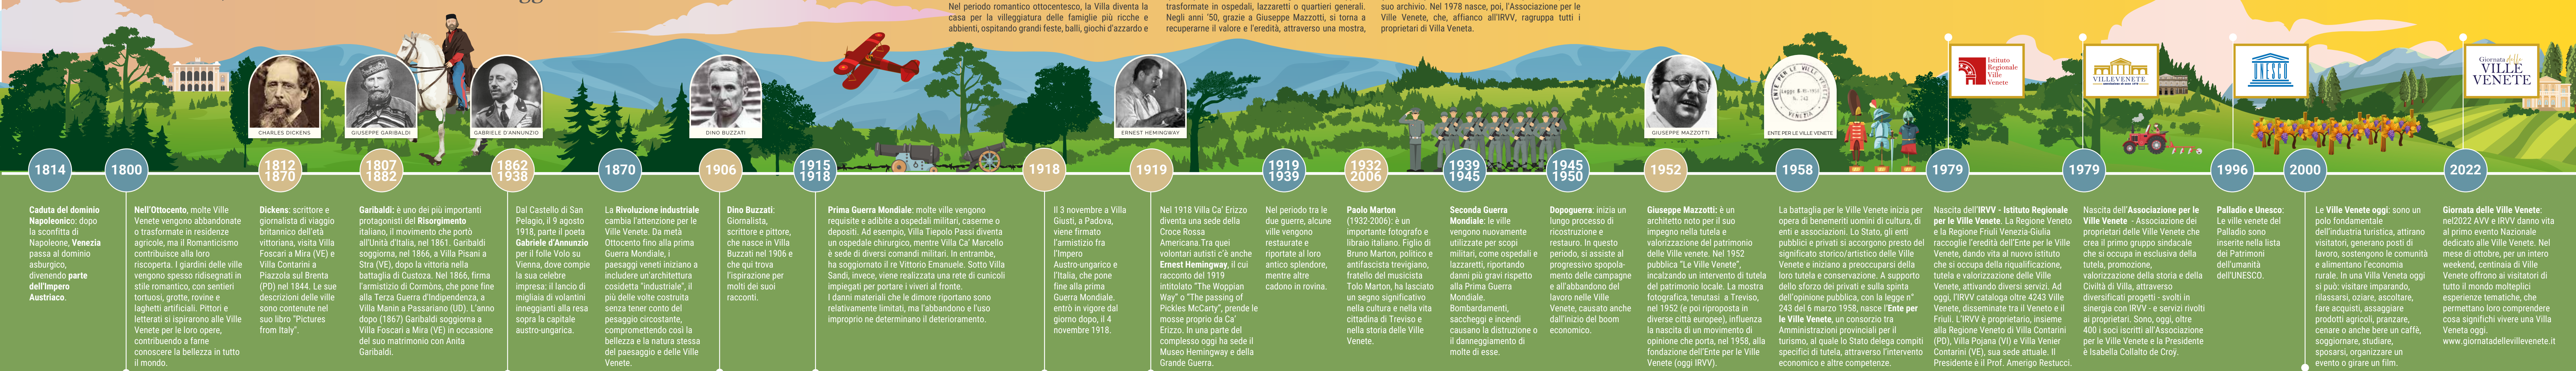 Nel periodo romantico ottocentesco, la Villa diventa la
casa per la villeggiatura delle famiglie più ricche e
abbienti, ospitando grandi feste, balli, giochi d'azzardo e
trasformate in ospedali, lazzaretti o quartieri generali.
Negli anni '50, grazie a Giuseppe Mazzotti, si torna a
recuperarne il valore e l'eredità, attraverso una mostra,
suo archivio. Nel 1978 nasce, poi, l'Associazione per le
Ville Venete, che, affianco all'IRVV, ragruppa tutti i
proprietari di Villa Veneta.
CHARLES DICKENS
GIUSEPPE GARIBALDI
GABRIELE D'ANNUNZIO
DINO BUZZATI
ERNEST HEMINGWAY
GIUSEPPE MAZZOTTI
ENTE PER LE VILLE VENETE
ENTE PER LE VILLE VENETE
VENEZIA
Istituto
Regionale
Ville
Venete
VILLEVENETE
UNESCO
Giornata delle
VILLE
VENETE
1814
1800
1812
1870
1807
1882
1862
1938
1870
1906
1915
1918
1918
1919
1919
1939
1932
2006
1939
1945
1945
1950
1952
1958
1979
1979
1996
2000
2022
Caduta del dominio
Napoleonico: dopo
la sconfitta di
Napoleone, Venezia
passa al dominio
asburgico,
divenendo parte
dell'Impero
Austriaco.
Nell'Ottocento, molte Ville
Venete vengono abbandonate
o trasformate in residenze
agricole, ma il Romanticismo
contribuisce alla loro
riscoperta. I giardini delle ville
vengono spesso ridisegnati in
stile romantico, con sentieri
tortuosi, grotte, rovine e
laghetti artificiali. Pittori e
letterati si ispirarono alle Ville
Venete per le loro opere,
contribuendo a farne
conoscere la bellezza in tutto
il mondo.
Dickens: scrittore e
giornalista di viaggio
britannico dell'età
vittoriana, visita Villa
Foscari a Mira (VE) e
Villa Contarini a
Piazzola sul Brenta
(PD) nel 1844. Le sue
descrizioni delle ville
sono contenute nel
suo libro "Pictures
from Italy".
Garibaldi: è uno dei più importanti
protagonisti del Risorgimento
italiano, il movimento che portò
all'Unità d'Italia, nel 1861. Garibaldi
soggiorna, nel 1866, a Villa Pisani a
Stra (VE), dopo la vittoria nella
battaglia di Custoza. Nel 1866, firma
l'armistizio di Cormòns, che pone fine
alla Terza Guerra d'Indipendenza, a
Villa Manin a Passariano (UD). L'anno
dopo (1867) Garibaldi soggiorna a
Villa Foscari a Mira (VE) in occasione
del suo matrimonio con Anita
Garibaldi.
Dal Castello di San
Pelagio, il 9 agosto
1918, parte il poeta
Gabriele d'Annunzio
per il folle Volo su
Vienna, dove compie
la sua celebre
impresa: il lancio di
migliaia di volantini
inneggianti alla resa
sopra la capitale
austro-ungarica.
La Rivoluzione industriale
cambia l'attenzione per le
Ville Venete. Da metà
Ottocento fino alla prima
Guerra Mondiale, i
paesaggi veneti iniziano a
includere un'architettura
cosidetta "industriale", il
più delle volte costruita
senza tener conto del
paesaggio circostante,
compromettendo così la
bellezza e la natura stessa
del paesaggio e delle Ville
Venete.
Dino Buzzati:
Giornalista,
scrittore e pittore,
che nasce in Villa
Buzzati nel 1906 e
che qui trova
l'ispirazione per
molti dei suoi
racconti.
Prima Guerra Mondiale: molte ville vengono
requisite e adibite a ospedali militari, caserme o
depositi. Ad esempio, Villa Tiepolo Passi diventa
un ospedale chirurgico, mentre Villa Ca' Marcello
è sede di diversi comandi militari. In entrambe,
ha soggiornato il re Vittorio Emanuele. Sotto Villa
Sandi, invece, viene realizzata una rete di cunicoli
impiegati per portare i viveri al fronte.
I danni materiali che le dimore riportano sono
relativamente limitati, ma l'abbandono e l'uso
improprio ne determinano il deterioramento.
Il 3 novembre a Villa
Giusti, a Padova,
viene firmato
l'armistizio fra
l'Impero
Austro-ungarico e
l'Italia, che pone
fine alla prima
Guerra Mondiale.
entrò in vigore dal
giorno dopo, il 4
novembre 1918.
Nel 1918 Villa Ca' Erizzo
diventa una sede della
Croce Rossa
Americana.Tra quei
volontari autisti c'è anche
Ernest Hemingway, il cui
racconto del 1919
intitolato "The Woppian
Way" o "The passing of
Pickles McCarty", prende le
mosse proprio da Ca'
Erizzo. In una parte del
complesso oggi ha sede il
Museo Hemingway e della
Grande Guerra.
Nel periodo tra le
due guerre, alcune
ville vengono
restaurate e
riportate al loro
antico splendore,
mentre altre
cadono in rovina.
Paolo Marton
(1932-2006): è un
importante fotografo e
libraio italiano. Figlio di
Bruno Marton, politico e
antifascista trevigiano,
fratello del musicista
Tolo Marton, ha lasciato
un segno significativo
nella cultura e nella vita
cittadina di Treviso e
nella storia delle Ville
Venete.
Seconda Guerra
Mondiale: le ville
vengono nuovamente
utilizzate per scopi
militari, come ospedali e
lazzaretti, riportando
danni più gravi rispetto
alla Prima Guerra
Mondiale.
Bombardamenti,
saccheggi e incendi
causano la distruzione o
il danneggiamento di
molte di esse.
Dopoguerra: inizia un
lungo processo di
ricostruzione e
restauro. In questo
periodo, si assiste al
progressivo spopola-
mento delle campagne
e all'abbandono del
lavoro nelle Ville
Venete, causato anche
dall'inizio del boom
economico.
Giuseppe Mazzotti: è un
architetto noto per il suo
impegno nella tutela e
valorizzazione del patrimonio
delle Ville venete. Nel 1952
pubblica "Le Ville Venete",
incalzando un intervento di tutela
del patrimonio locale. La mostra
fotografica, tenutasi a Treviso,
nel 1952 (e poi riproposta in
diverse città europee), influenza
la nascita di un movimento di
opinione che porta, nel 1958, alla
fondazione dell'Ente per le Ville
Venete (oggi IRVV).
La battaglia per le Ville Venete inizia per
opera di beneriti uomini di cultura, di
enti e associazioni. Lo Stato, gli enti
pubblici e privati si accorgono presto del
significato storico/artistico delle Ville
Venete e iniziano a preoccuparsi della
loro tutela e conservazione. A supporto
dello sforzo dei privati e sulla spinta
dell'opinione pubblica, con la legge n°
243 del 6 marzo 1958, nasce l'Ente per
le Ville Venete, un consorzio tra
Amministrazioni provinciali per il
turismo, al quale lo Stato delega compiti
specifici di tutela, attraverso l'intervento
economico e altre competenze.
Nascita dell'IRVV - Istituto Regionale
per le Ville Venete. La Regione Veneto
e la Regione Friuli Venezia-Giulia
raccoglie l'eredità dell'Ente per le Ville
Venete, dando vita al nuovo istituto
che si occupa della riqualificazione,
tutela e valorizzazione delle Ville
Venete, attivando diversi servizi. Ad
oggi, l'IRVV cataloga oltre 4243 Ville
Venete, disseminate tra il Veneto e il
Friuli. L'IRVV è proprietario, insieme
alla Regione Veneto di Villa Contarini
(PD), Villa Pojana (VI) e Villa Venier
Contarini (VE), sua sede attuale. Il
Presidente è il Prof. Amerigo Restucci.
Nascita dell'Associazione per le
Ville Venete - Associazione dei
proprietari delle Ville Venete che
crea il primo gruppo sindacale
che si occupa in esclusiva della
tutela, promozione,
valorizzazione della storia e della
Civiltà di Villa, attraverso
diversificati progetti - svolti in
sinergia con IRVV - e servizi rivolti
ai proprietari. Sono, oggi, oltre
400 i soci iscritti all'Associazione
per le Ville Venete e la Presidente
è Isabella Collalto de Croÿ.
Palladio e Unesco:
Le ville venete del
Palladio sono
inserite nella lista
dei Patrimoni
dell'umanità
dell'UNESCO.
Le Ville Venete oggi: sono un
polo fondamentale
dell'industria turistica, attirano
visitatori, generano posti di
lavoro, sostengono le comunità
e alimentano l'economia
rurale. In una Villa Veneta oggi
si può: visitare imparando,
rilassarsi, oziare, ascoltare,
fare acquisti, assaggiare
prodotti agricoli, pranzare,
cenare o anche bere un caffè,
soggiornare, studiare,
sposarsi, organizzare un
evento o girare un film.
Giornata delle Ville Venete:
nel2022 AVV e IRVV danno vita
al primo evento Nazionale
dedicato alle Ville Venete. Nel
mese di ottobre, per un intero
weekend, centinaia di Ville
Venete offrono ai visitatori di
tutto il mondo molteplici
esperienze tematiche, che
permettano loro comprendere
cosa significhi vivere una Villa
Veneta oggi.
www.giornatadellevillevenete.it